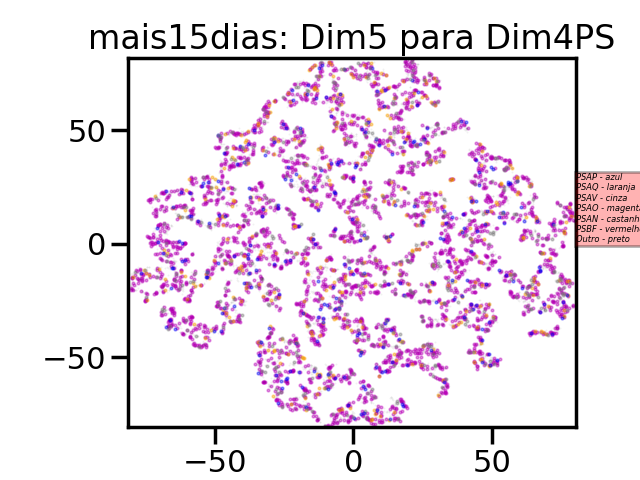 mais15dias: Dim5 para Dim4PS
50
0
−50
−50
0
50
PSAP - azul
PSAQ - laranja
PSAV - cinza
PSAO - magenta
PSAN - castanh
PSBF - vermelh
Outro - preto